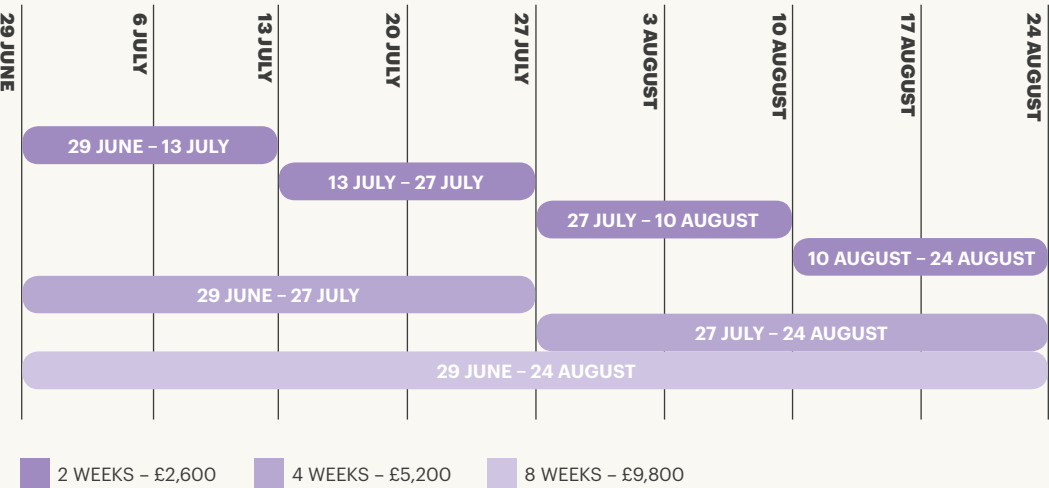 29 JUNE
6 JULY
13 JULY
20 JULY
27 JULY
3 AUGUST
10 AUGUST
17 AUGUST
24 AUGUST
29 JUNE – 13 JULY
13 JULY – 27 JULY
27 JULY – 10 AUGUST
10 AUGUST – 24 AUGUST
29 JUNE – 27 JULY
27 JULY – 24 AUGUST
29 JUNE – 24 AUGUST
2 WEEKS – £2,600
4 WEEKS – £5,200
8 WEEKS – £9,800